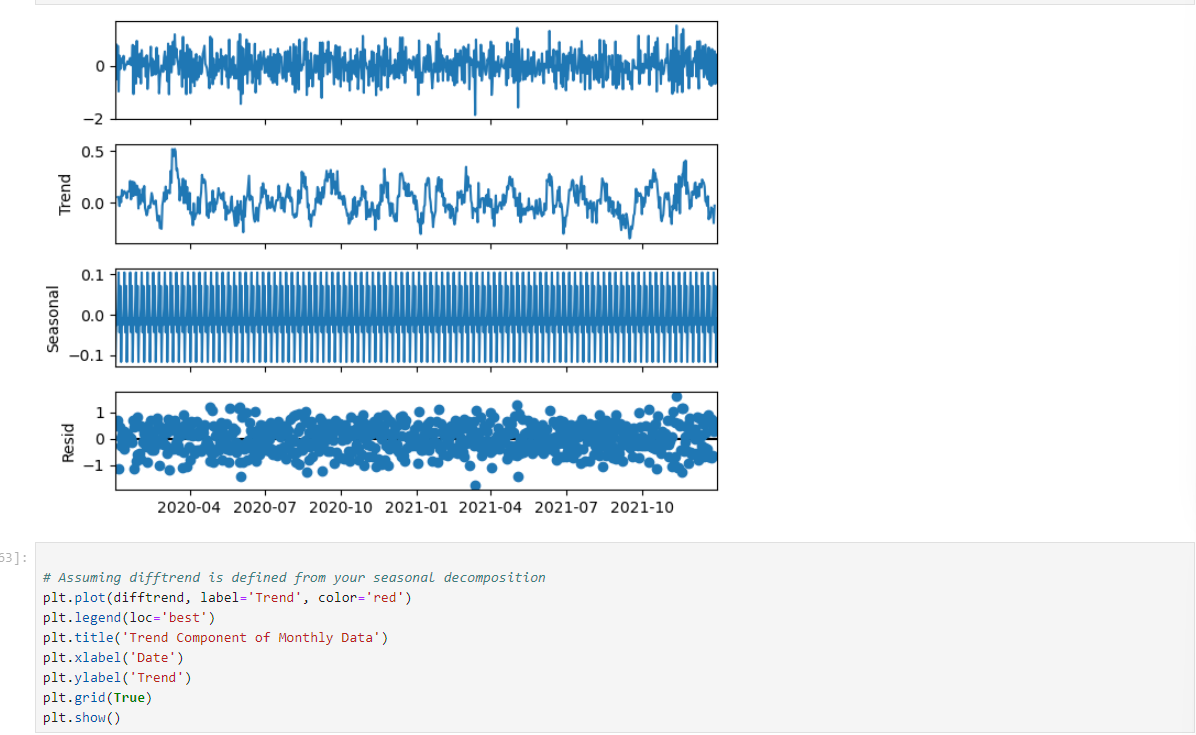 0
−2
0.5
Trend
0.0
0.1
Seasonal
0.0
−0.1
1
Resid
0
−1
2020-04 2020-07 2020-10 2021-01 2021-04 2021-07 2021-10
63]:
# Assuming difftrend is defined from your seasonal decomposition
plt.plot(difftrend, label='Trend', color='red')
plt.legend(loc='best')
plt.title('Trend Component of Monthly Data')
plt.xlabel('Date')
plt.ylabel('Trend')
plt.grid(True)
plt.show()